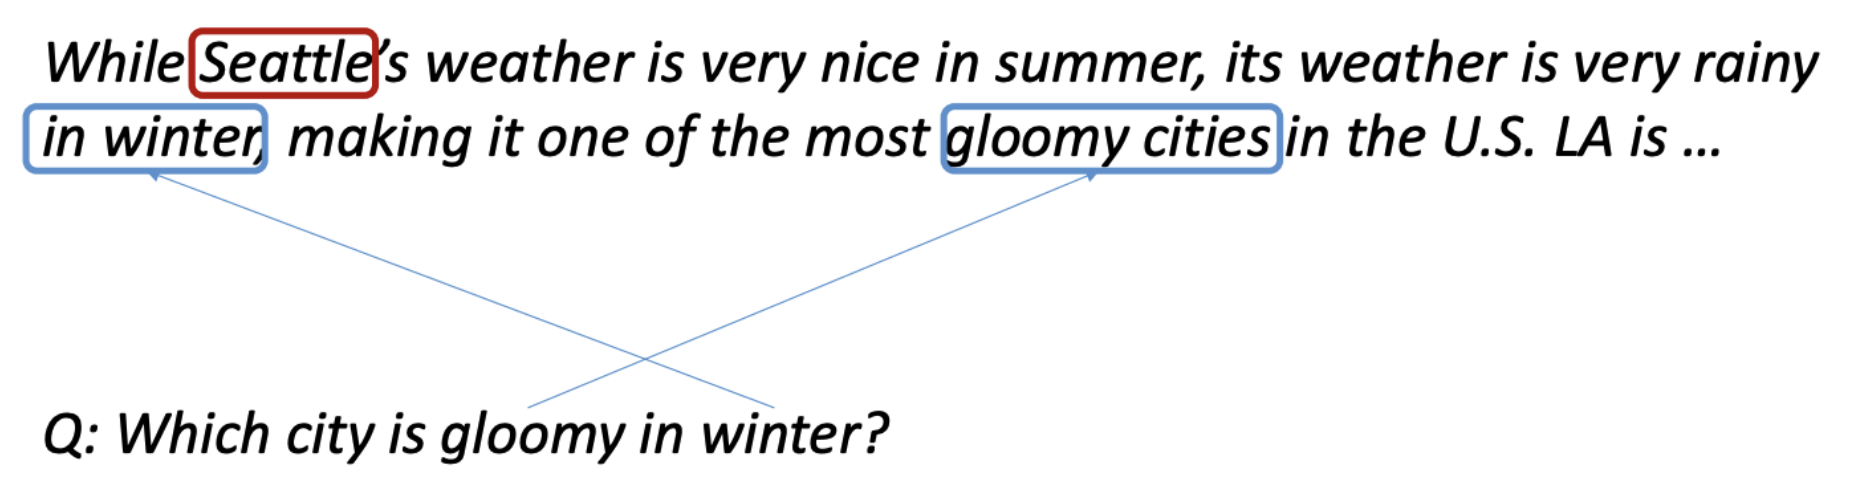 While Seattle's weather is very nice in summer, its weather is very rainy
in winter, making it one of the most gloomy cities in the U.S. LA is ...
Q: Which city is gloomy in winter?